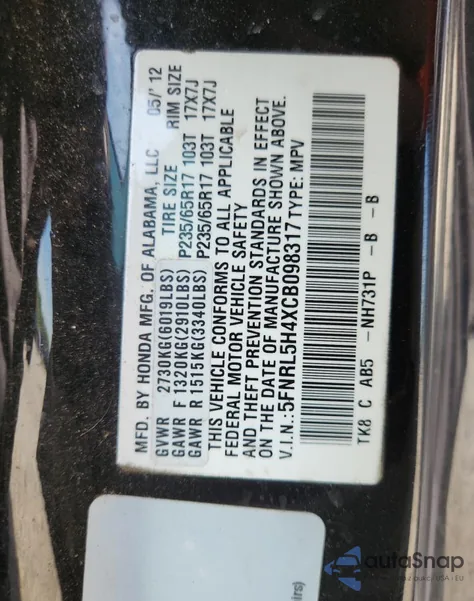 MFD. BY HONDA MFG. OF ALABAMA, LLC 05/'12
GVWR 2730KG(6019LBS) TIRE SIZE RIM SIZE
GAWR F 1320KG(2910LBS) P235/65R17 103T 17X7J
GAWR R 1515KG(3340LBS) P235/65R17 103T 17X7J
THIS VEHICLE CONFORMS TO ALL APPLICABLE
FEDERAL MOTOR VEHICLE SAFETY
AND THEFT PREVENTION STANDARDS IN EFFECT
ON THE DATE OF MANUFACTURE SHOWN ABOVE.
V.I.N.:5FNRL5H4XCB098317 TYPE: MPV
TK8 C AB5 -NH731P -B -B
irs)
autoSnap
USA - EU